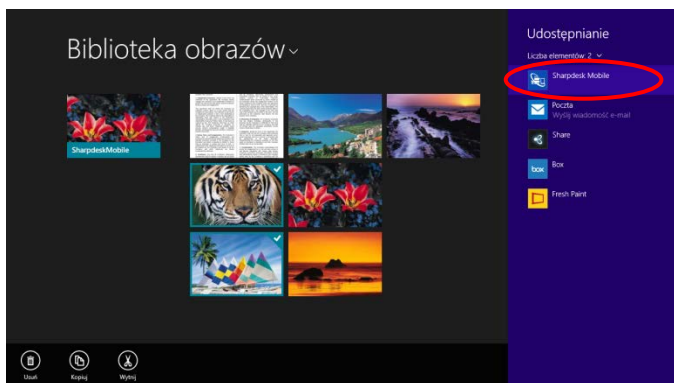 Biblioteka obrazów
SharpdeskMobile
Udostępnianie
Liczba elementów: 2
Sharpdesk Mobile
Poczta
Wyślij wiadomość e-mail
Share
box
Box
Fresh Paint
Usuń
Kopiuj
Wytnij